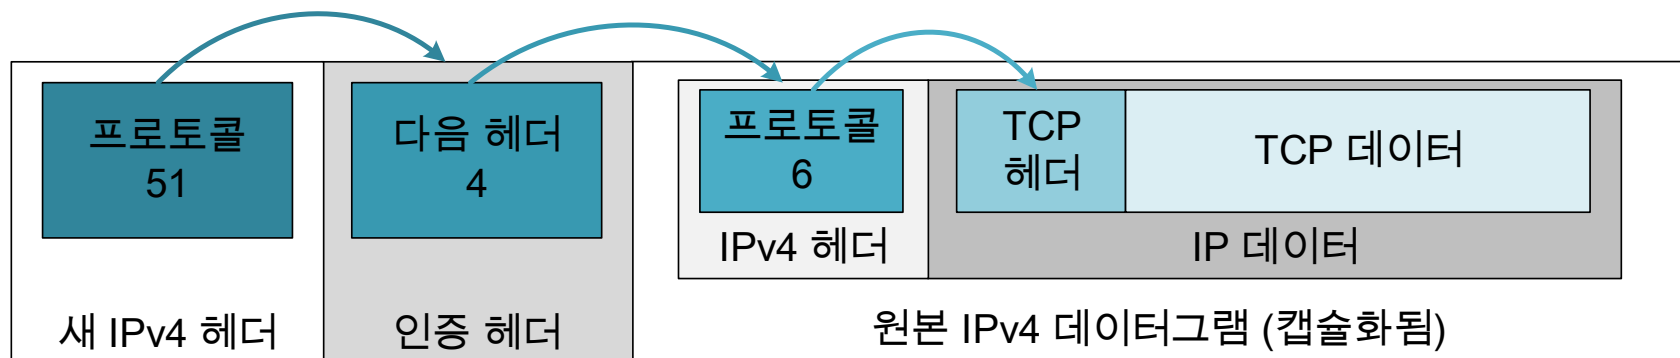 프로토콜
51
다음 헤더
4
프로토콜
6
TCP
헤더
TCP 데이터
IPv4 헤더
IP 데이터
새 IPv4 헤더
인증 헤더
원본 IPv4 데이터그램 (캡슐화됨)